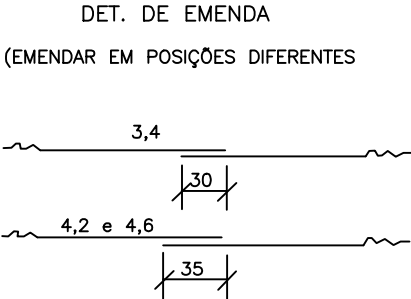 DET. DE EMENDA
(EMENDAR EM POSIÇÕES DIFERENTES
3,4
30
4,2 e 4,6
35